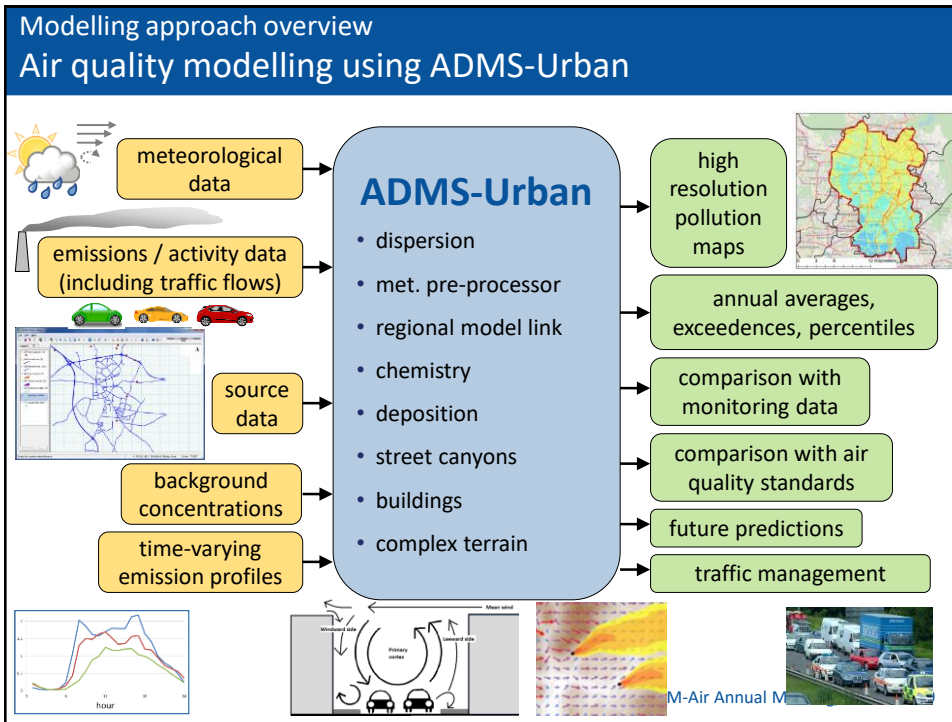 Modelling approach overview
Air quality modelling using ADMS-Urban
meteorological
data
emissions / activity data
(including traffic flows)
source
data
background
concentrations
time-varying
emission profiles
ADMS-Urban
• dispersion
• met. pre-processor
• regional model link
• chemistry
• deposition
• street canyons
• buildings
• complex terrain
high
resolution
pollution
maps
annual averages,
exceedences, percentiles
comparison with
monitoring data
comparison with air
quality standards
future predictions
traffic management
hour
Mean wind
Windward side
Leeward side
Primary
vortex
M-Air Annual M